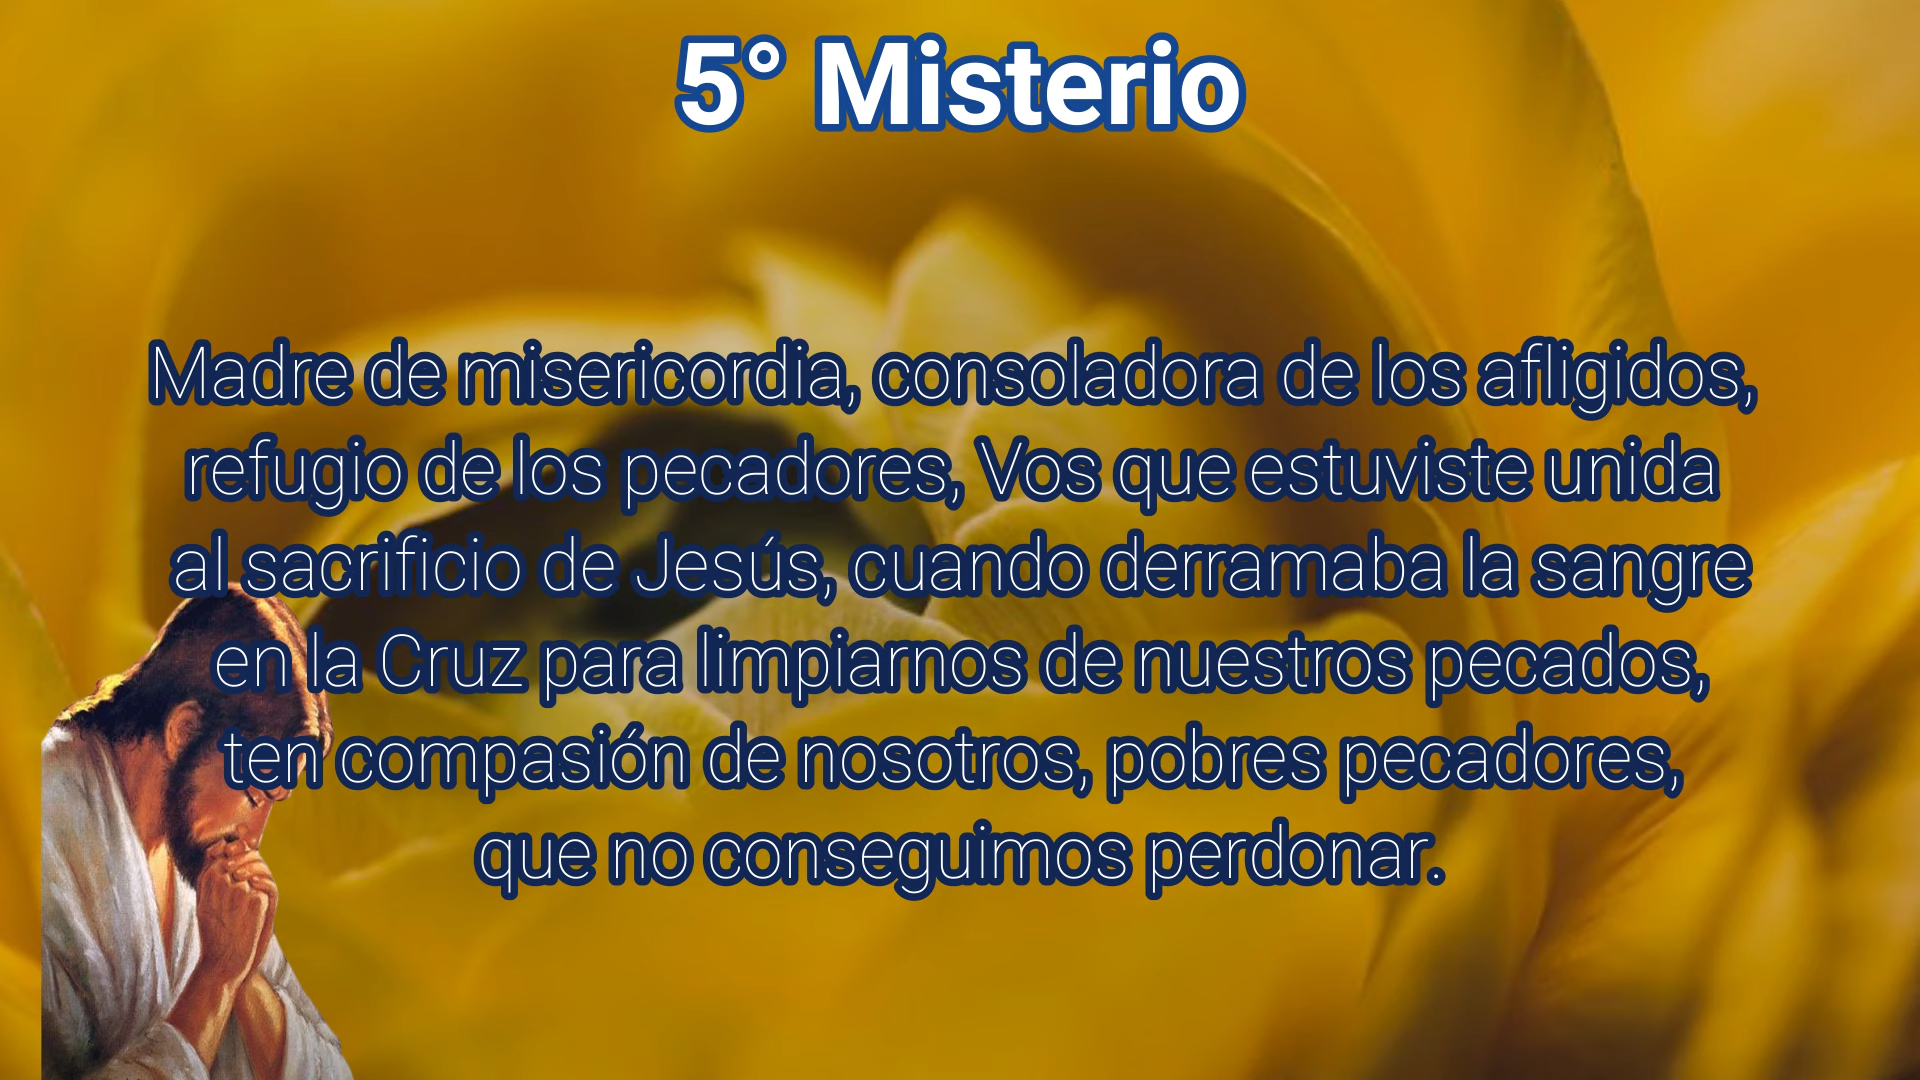 5° Misterio
Madre de misericordia, consoladora de los afligidos,
refugio de los pecadores, Vos que estuviste unida
al sacrificio de Jesús, cuando derramaba la sangre
en la Cruz para limpiarnos de nuestros pecados,
ten compasión de nosotros, pobres pecadores,
que no conseguimos perdonar.